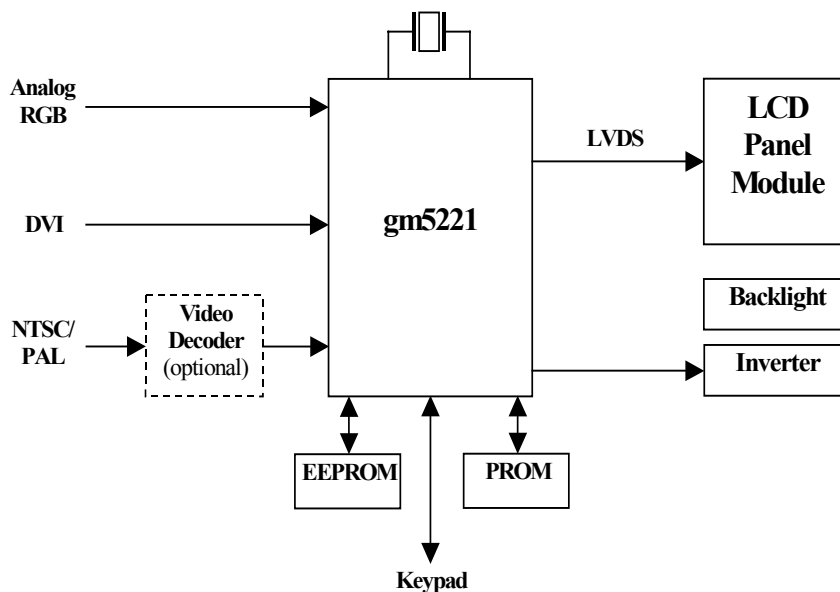 Analog
RGB
DVI
NTSC/
PAL
Video
Decoder
(optional)
gm5221
LVDS
LCD
Panel
Module
Backlight
Inverter
EEPROM
PROM
Keypad